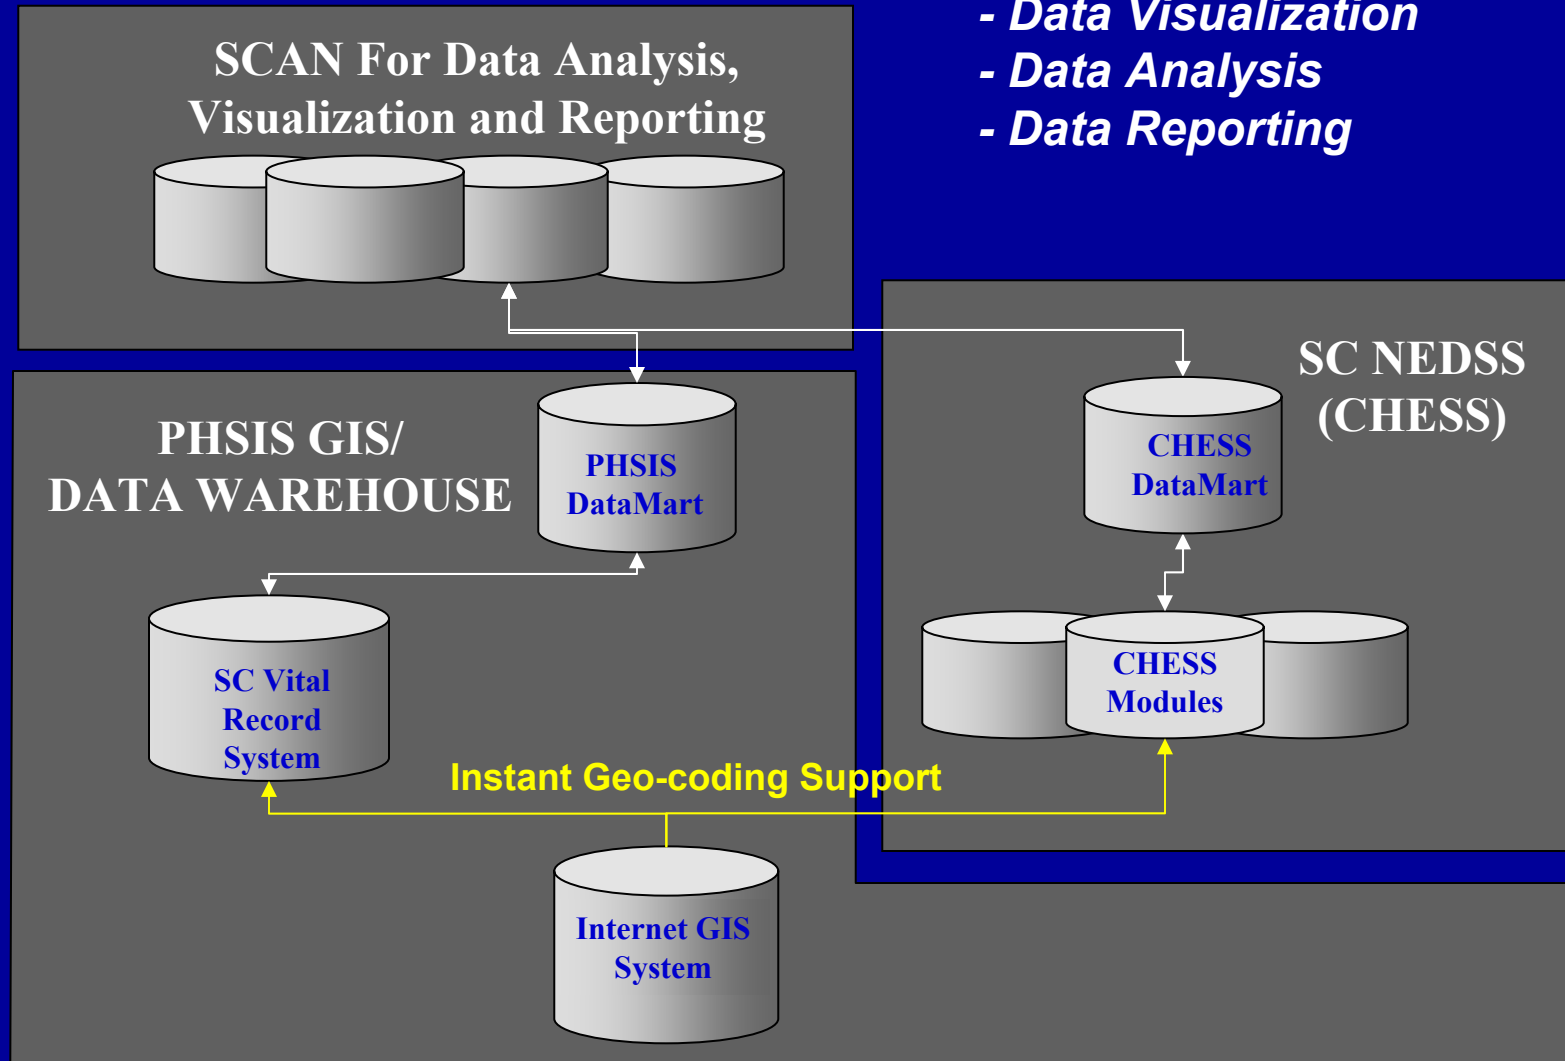 - Data Visualization
- Data Analysis
- Data Reporting
SCAN For Data Analysis,
Visualization and Reporting
SC NEDSS
(CHESS)
PHSIS GIS/
DATA WAREHOUSE
PHSIS
DataMart
CHESS
DataMart
SC Vital
Record
System
CHESS
Modules
Instant Geo-coding Support
Internet GIS
System